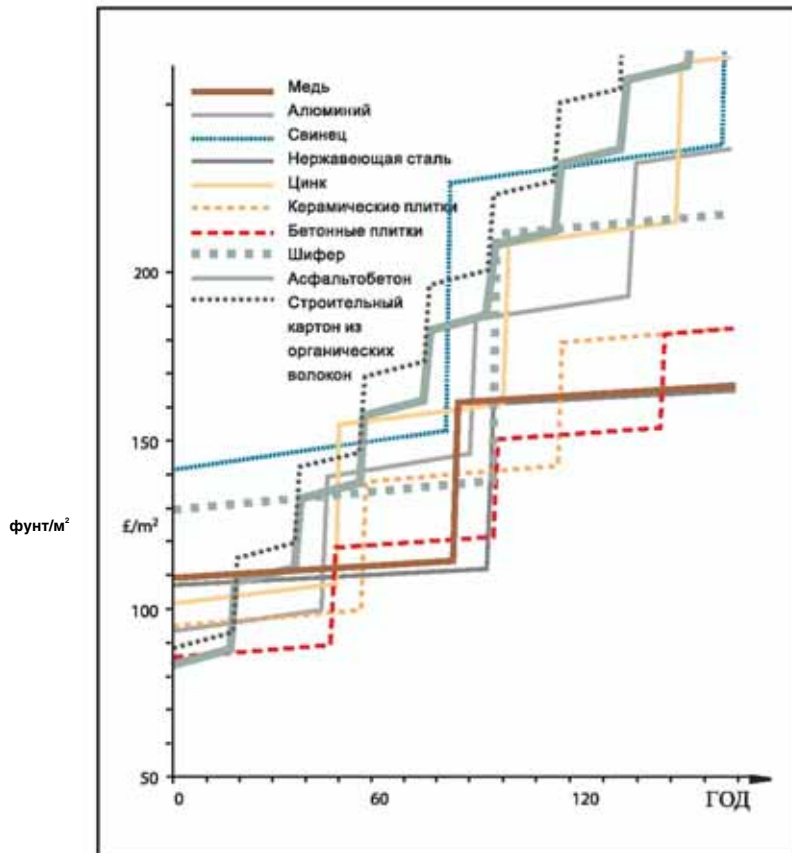 Медь
Алюминий
Свинец
Нержавеющая сталь
Цинк
Керамические плитки
Бетонные плитки
Шифер
Асфальтобетон
Строительный
картон из
органических
волокон
200
150
фунт/м²
£/m²
100
50
0
60
120
ГОД